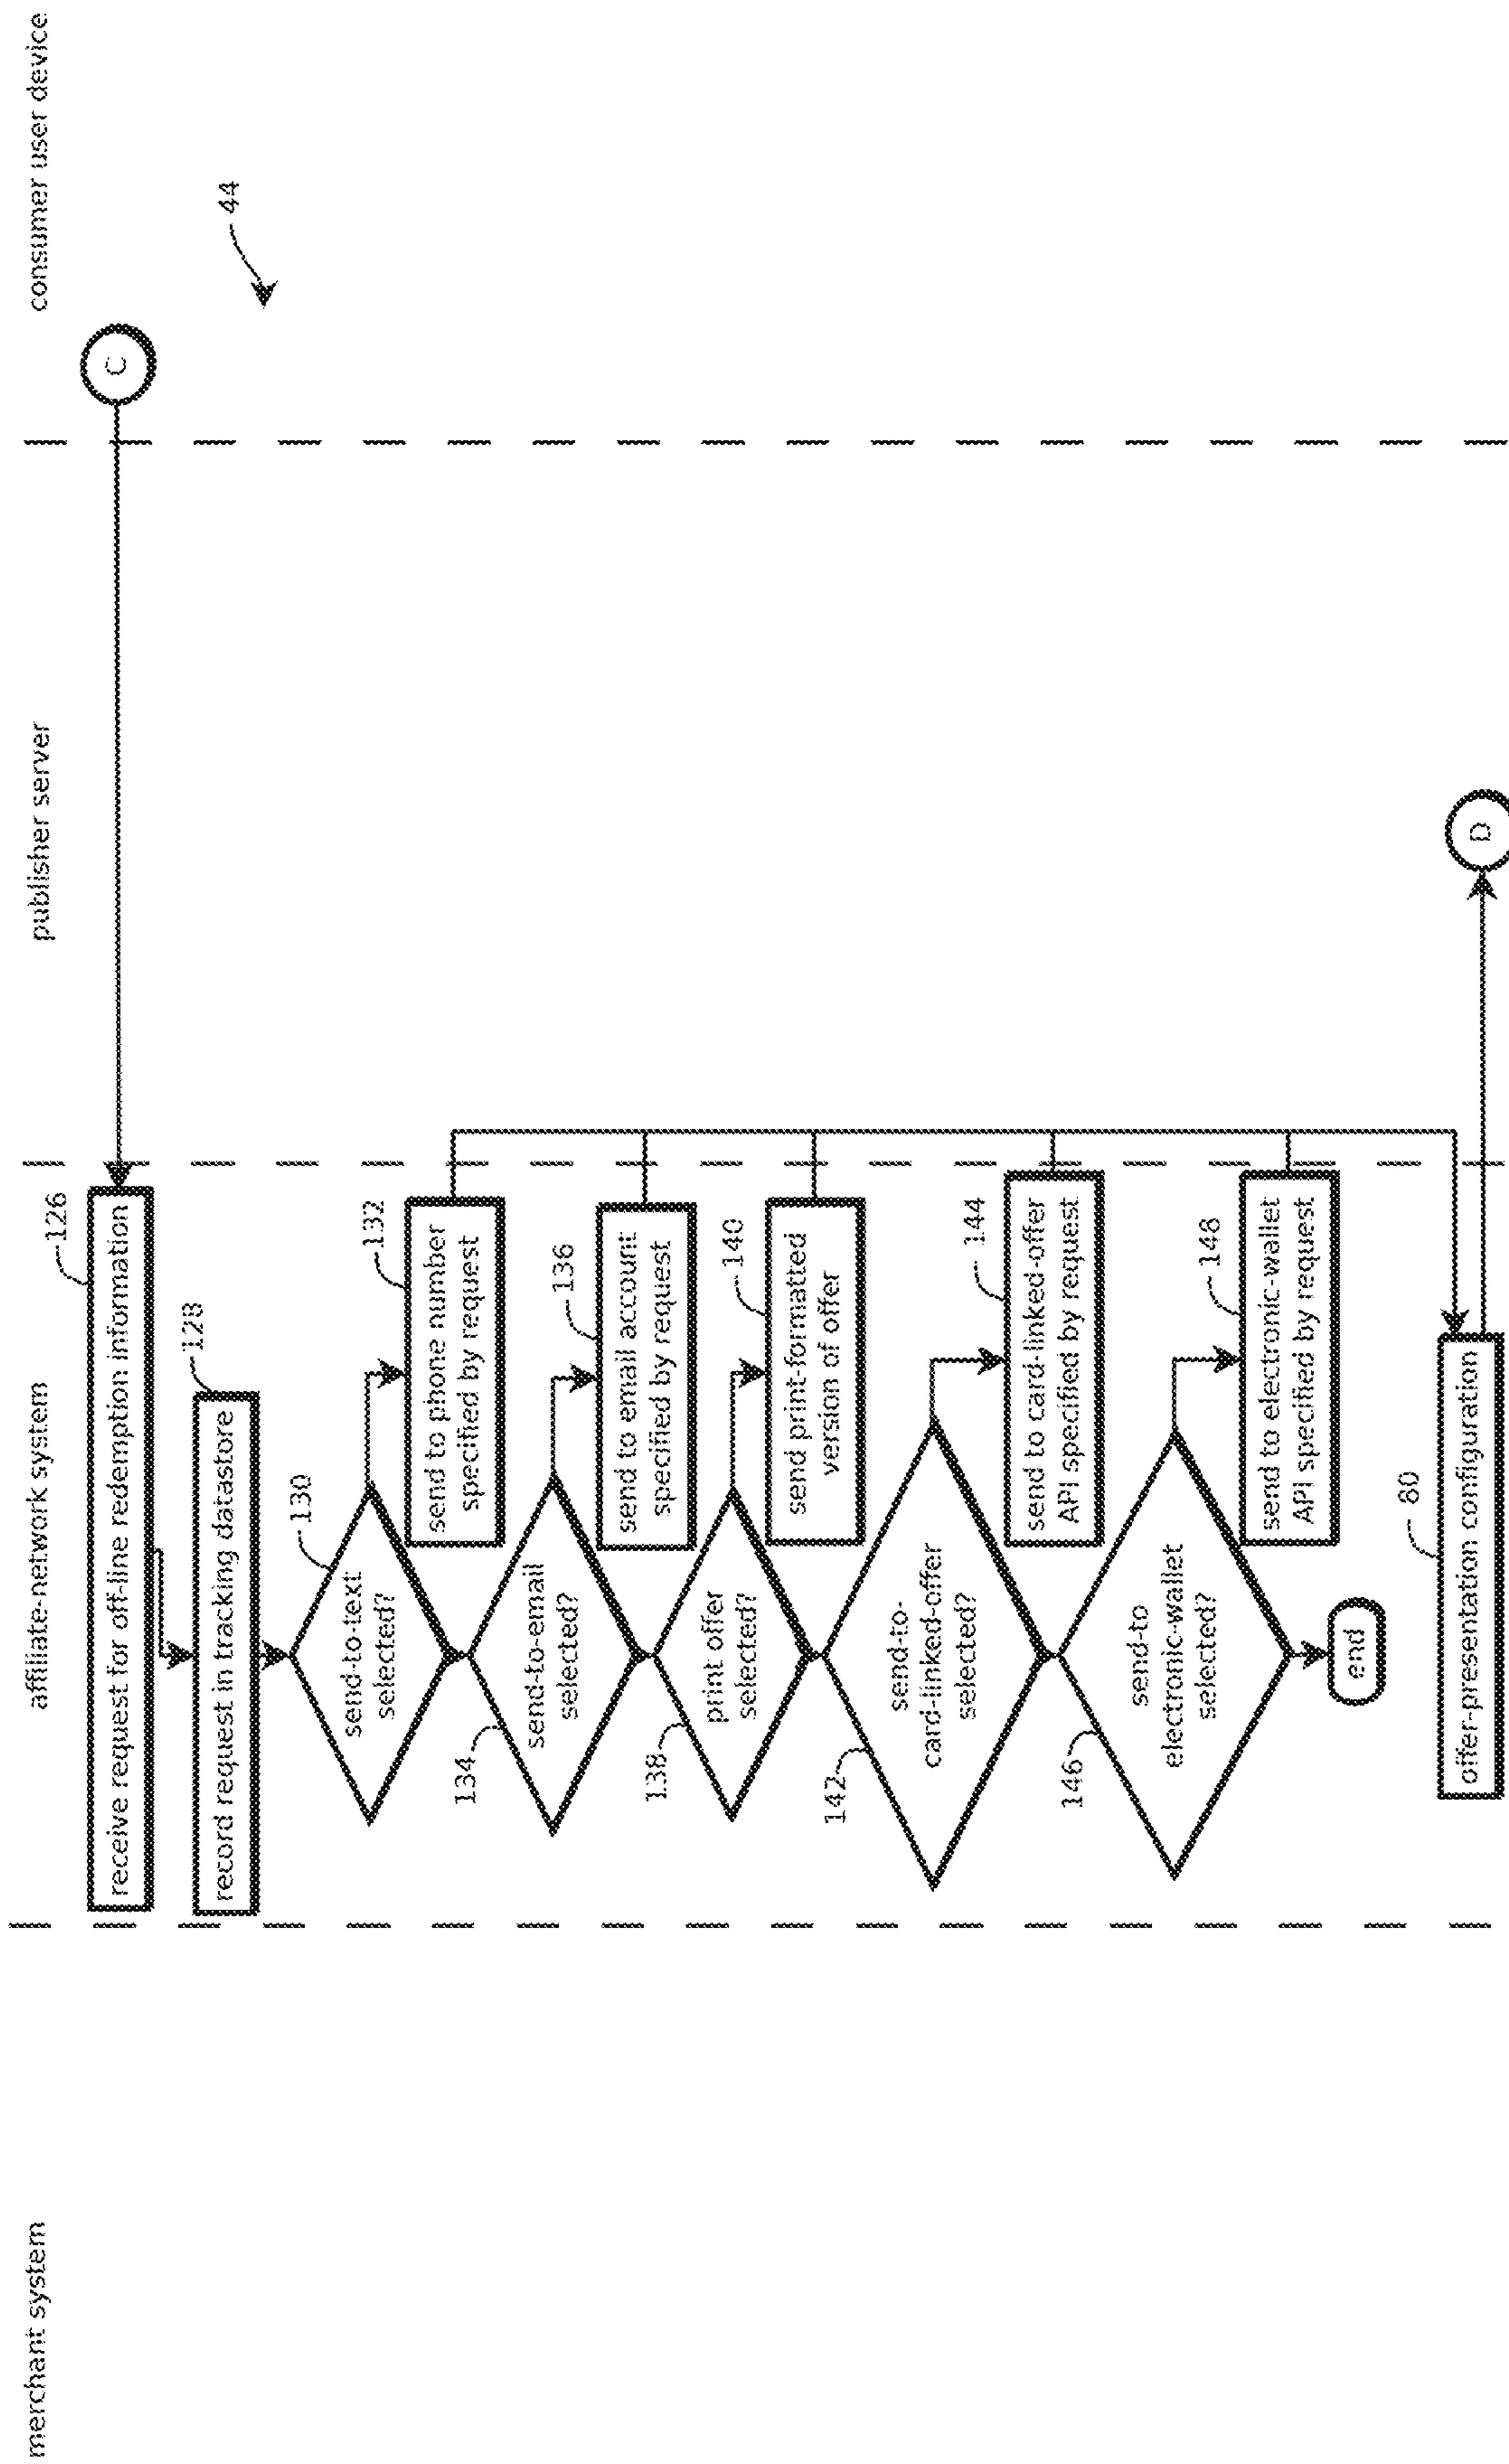 merchant system
affiliate-network system
publisher server
consumer user device
C
44
126
receive request for off-line redemption information
128
record request in tracking datastore
130
send-to-text
selected?
132
send to phone number
specified by request
134
send-to-email
selected?
136
send to email account
specified by request
138
print offer
selected?
140
send print-formatted
version of offer
142
send-to-
card-linked-offer
selected?
144
send to card-linked-offer
API specified by request
146
send-to
electronic-wallet
selected?
148
send to electronic-wallet
API specified by request
end
80
offer-presentation configuration
D